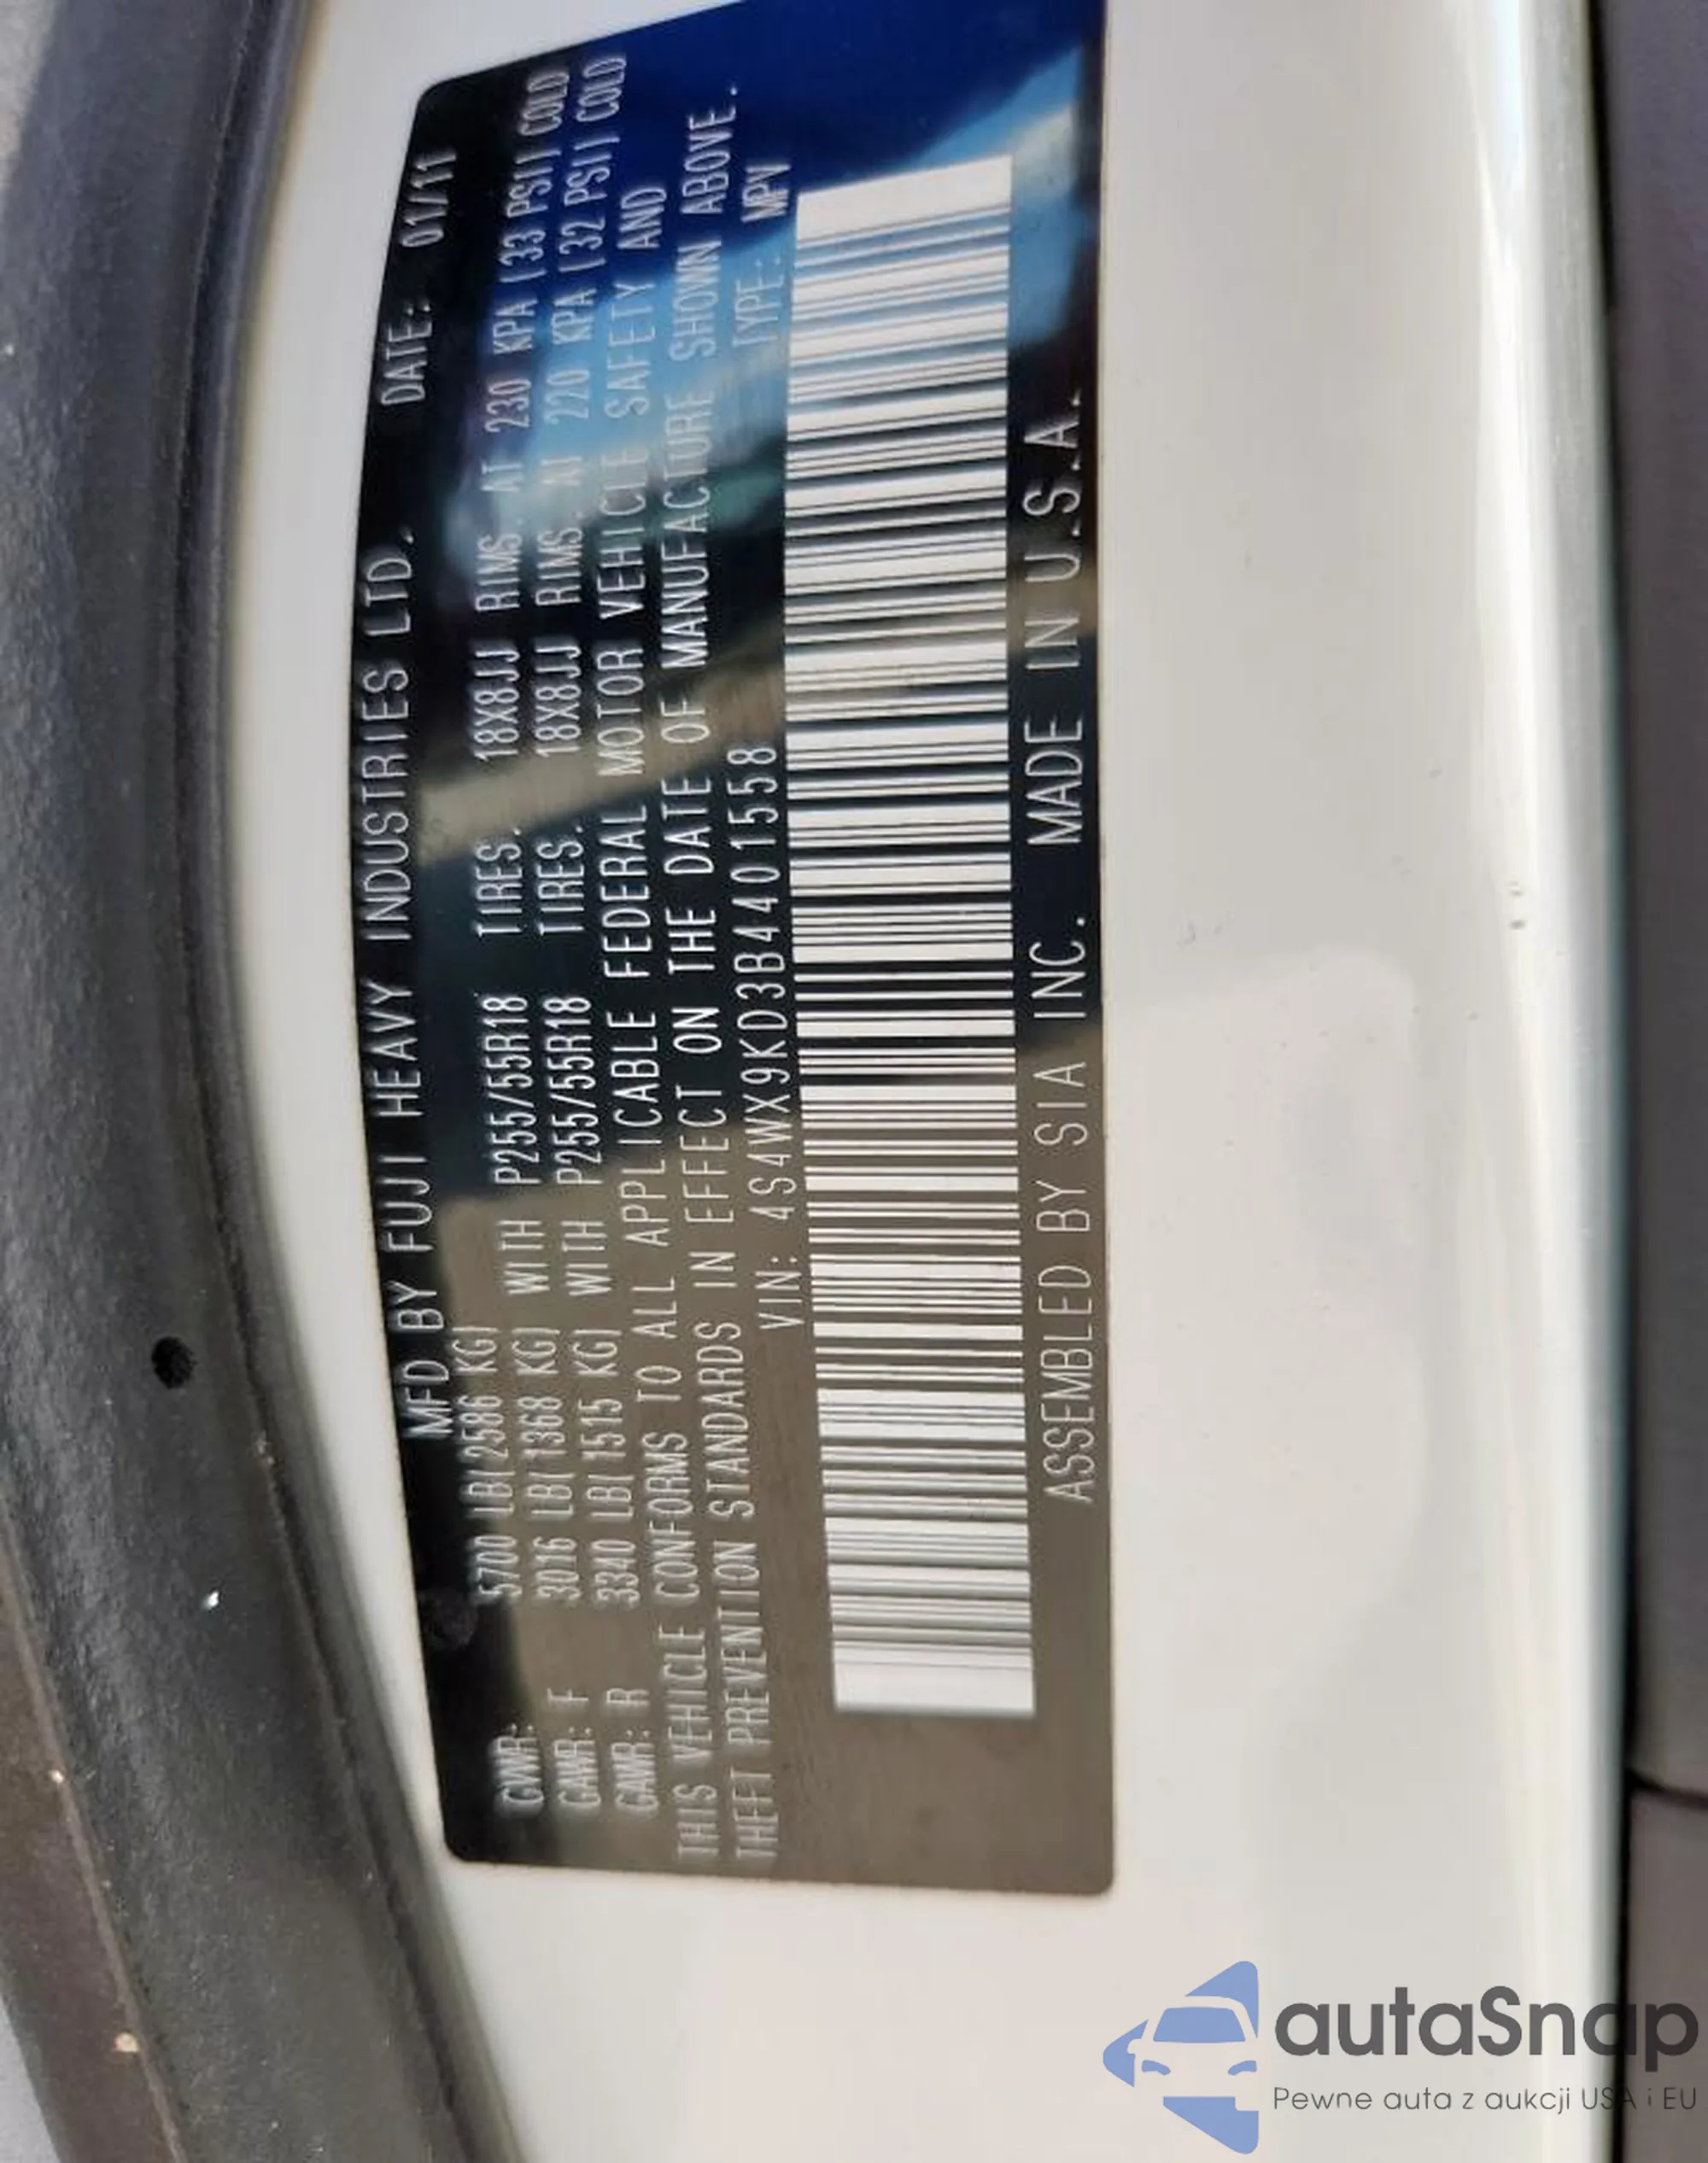 MFD BY FUJI HEAVY INDUSTRIES LTD. DATE: 01/11
GVWR: 5700 LB(2586 KG)
GAWR: F 3016 LB(1368 KG) WITH P255/55R18 TIRES. 18X8JJ RIMS. AT 230 KPA (33 PSI) COLD
GAWR: R 3340 LB(1515 KG) WITH P255/55R18 TIRES. 18X8JJ RIMS. AT 220 KPA (32 PSI) COLD
THIS VEHICLE CONFORMS TO ALL APPLICABLE FEDERAL MOTOR VEHICLE SAFETY AND
THEFT PREVENTION STANDARDS IN EFFECT ON THE DATE OF MANUFACTURE SHOWN ABOVE.
VIN: 4S4WX9KD3B4401558 TYPE: MPV
ASSEMBLED BY SIA INC. MADE IN U.S.A.
autaSnap
Pewne auta z aukcji USA i EU